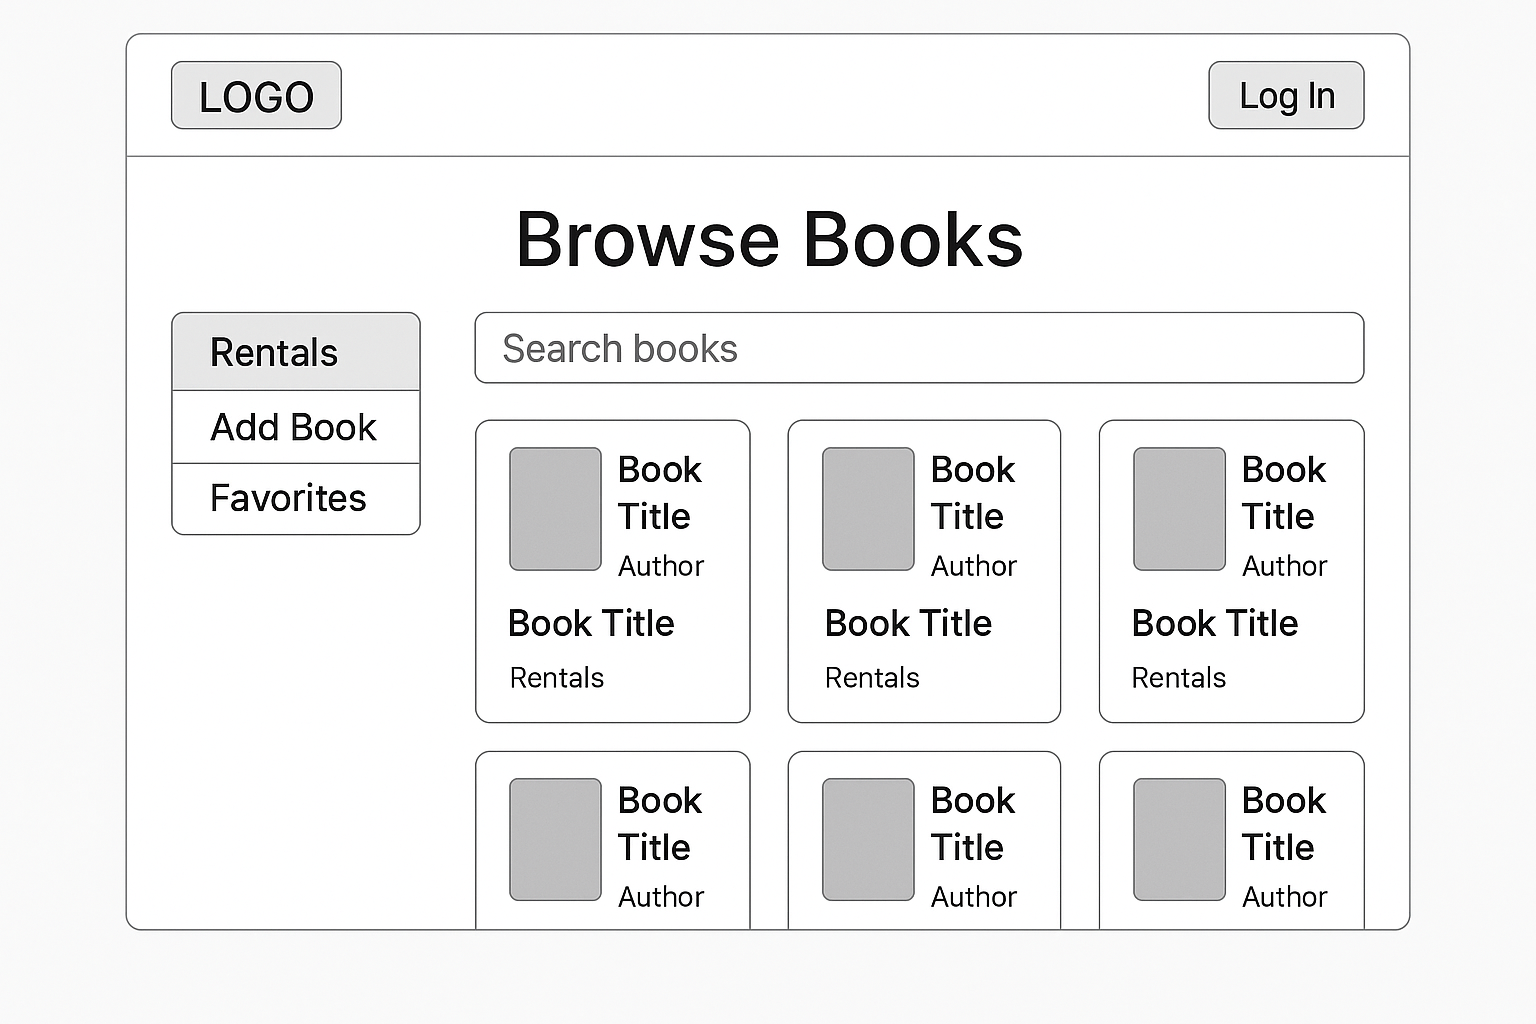 LOGO
Log In
Browse Books
Rentals
Add Book
Favorites
Search books
Book
Title
Author
Book Title
Rentals
Book
Title
Author
Book Title
Rentals
Book
Title
Author
Book Title
Rentals
Book
Title
Author
Book
Title
Author
Book
Title
Author